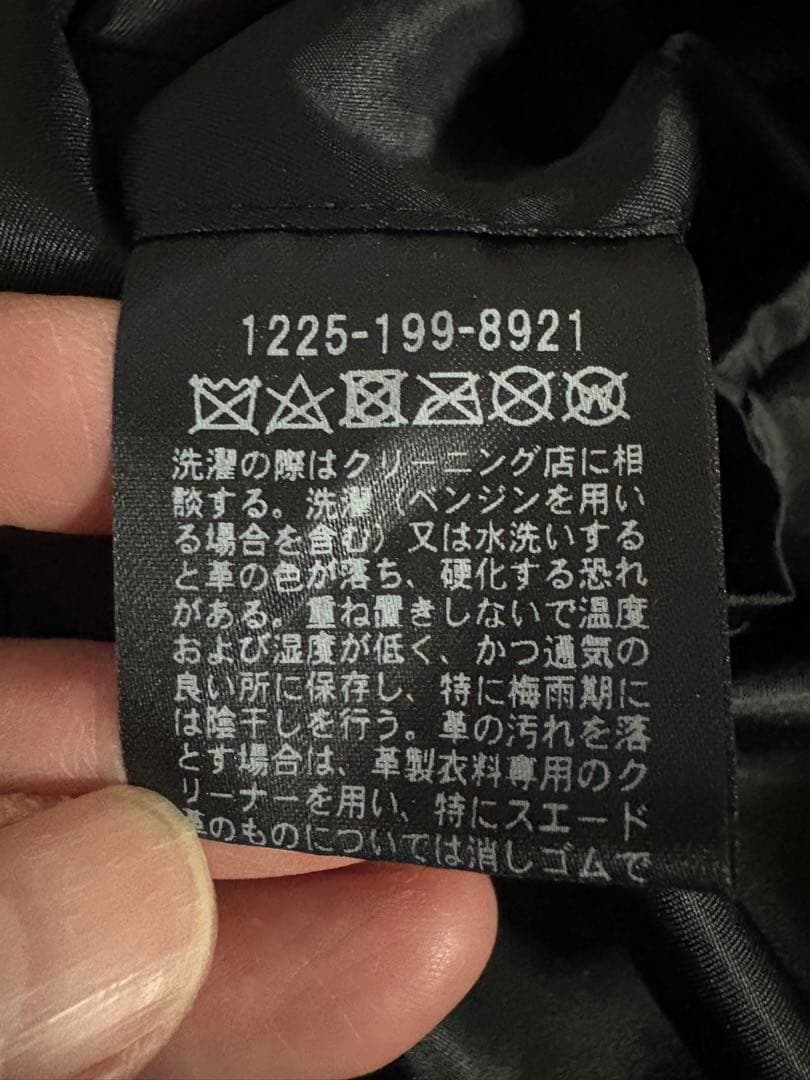 1225-199-8921
洗濯の際はクリーニング店に相
談する。洗濯（ベンジンを用い
る場合を含む）又は水洗いする
と革の色が落ち、硬化する恐れ
がある。重ね置きしないで温度
および湿度が低く、かつ通気の
良い所に保存し、特に梅雨期に
は陰干しを行う。革の汚れを落
とす場合は、革製衣料専用のク
リーナーを用い、特にスエード
革のものについては消しゴムで